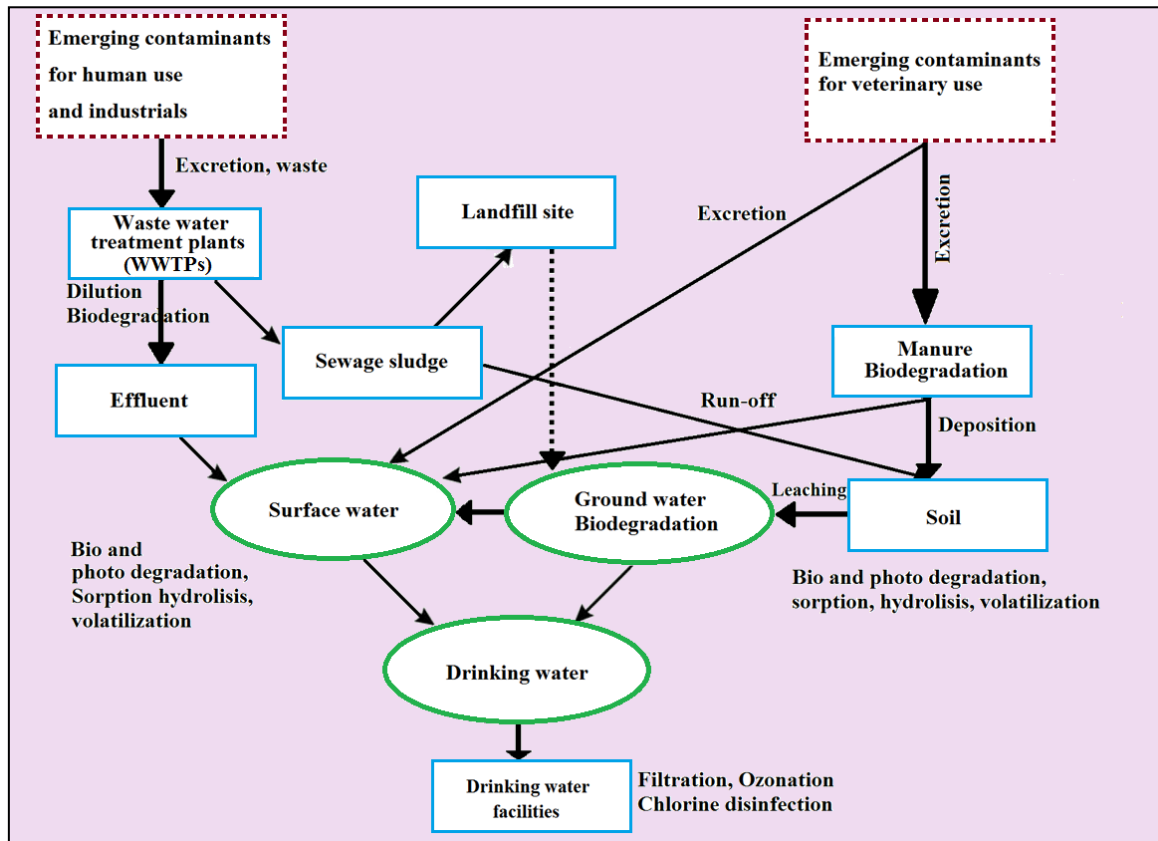 Emerging contaminants
for human use
and industrials
Emerging contaminants
for veterinary use
Excretion, waste
Waste water
treatment plants
(WWTPs)
Landfill site
Excretion
Excretion
Dilution
Biodegradation
Sewage sludge
Manure
Biodegradation
Effluent
Run-off
Deposition
Surface water
Ground water
Biodegradation
Leaching
Soil
Bio and
photo degradation,
Sorption hydrolisis,
volatilization
Bio and photo degradation,
sorption, hydrolisis, volatilization
Drinking water
Drinking water
facilities
Filtration, Ozonation
Chlorine disinfection